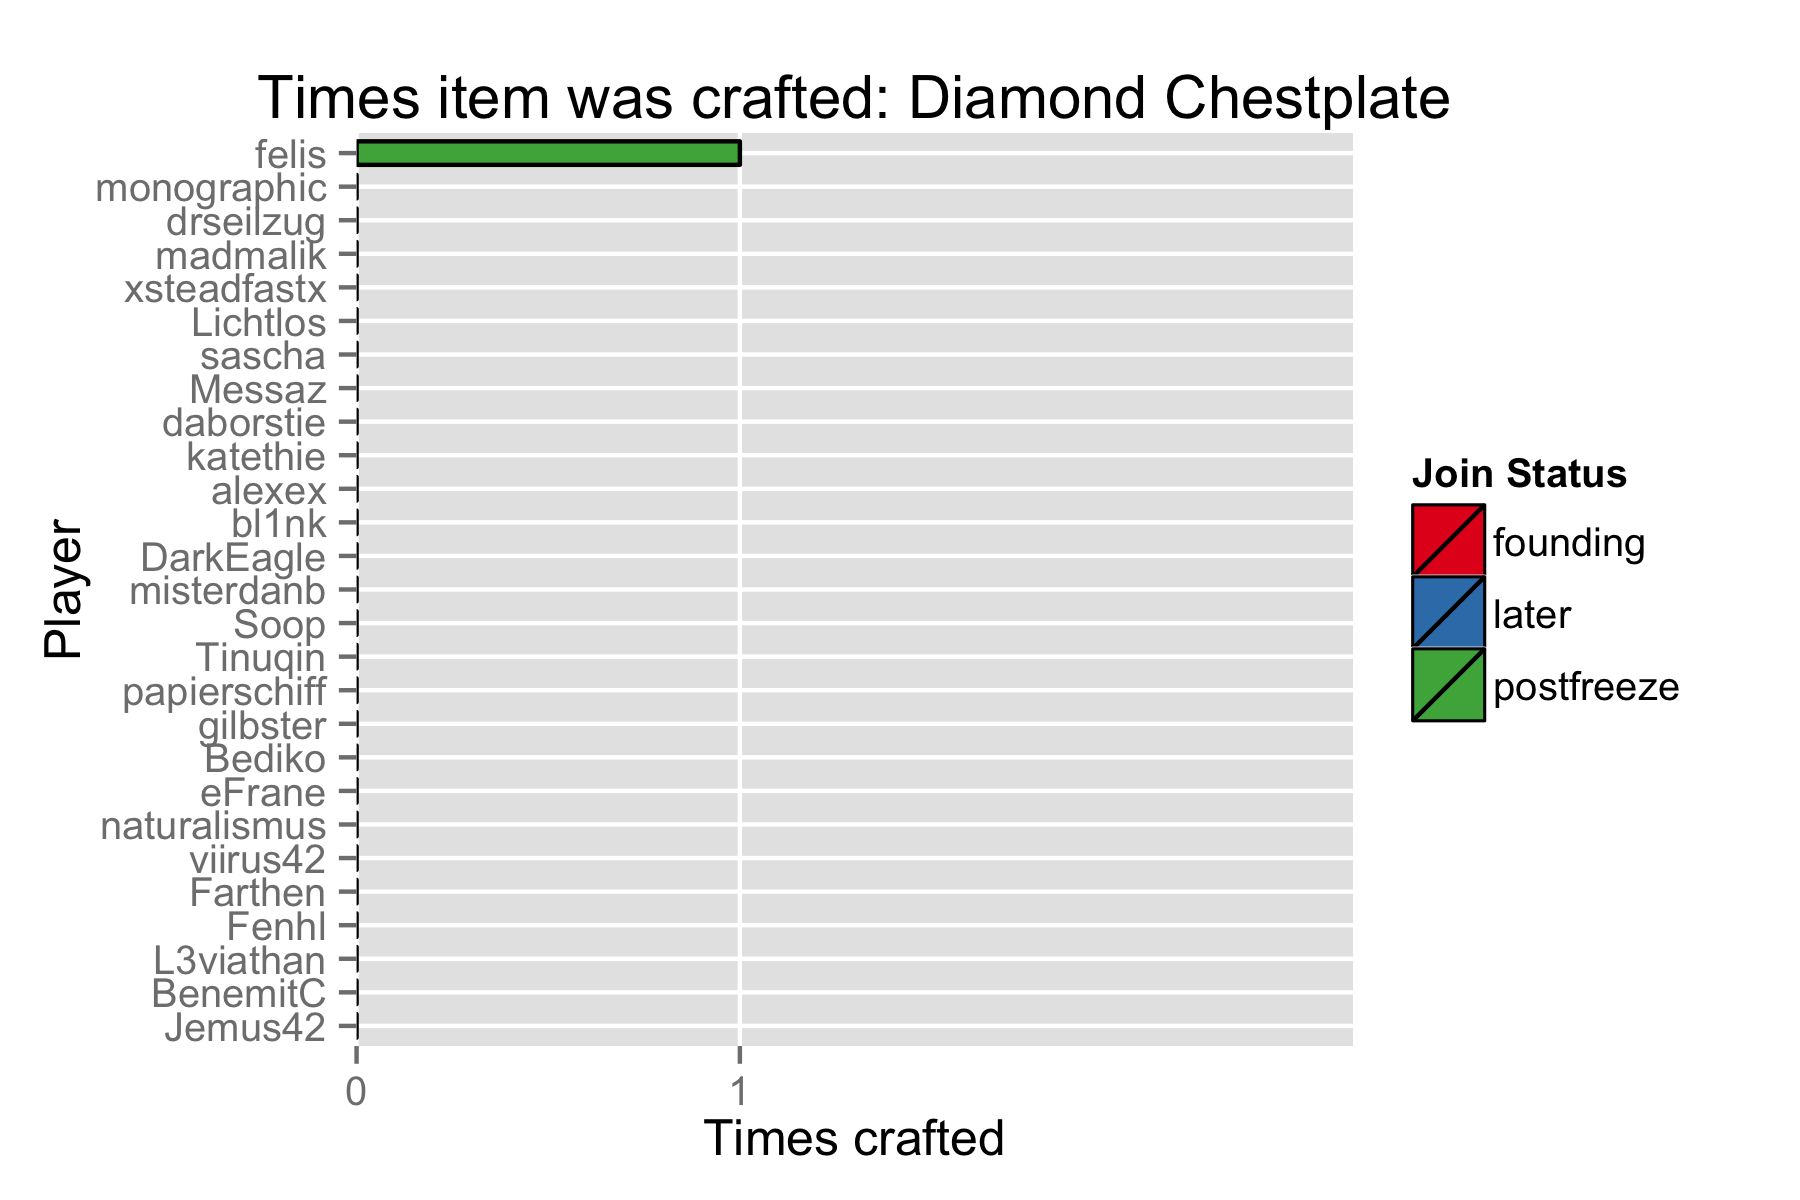 Times item was crafted: Diamond Chestplate
felis
monographic
drseilzug
madmalik
xsteadfastx
Lichtlos
sascha
Messaz
daborstie
katethie
alexex
bl1nk
DarkEagle
misterdanb
Soop
Tinuqin
papierschiff
gilbster
Bediko
eFrane
naturalismus
viirus42
Farthen
Fenhl
L3viathan
BenemitC
Jemus42
Player
0 1
Times crafted
Join Status
founding
later
postfreeze